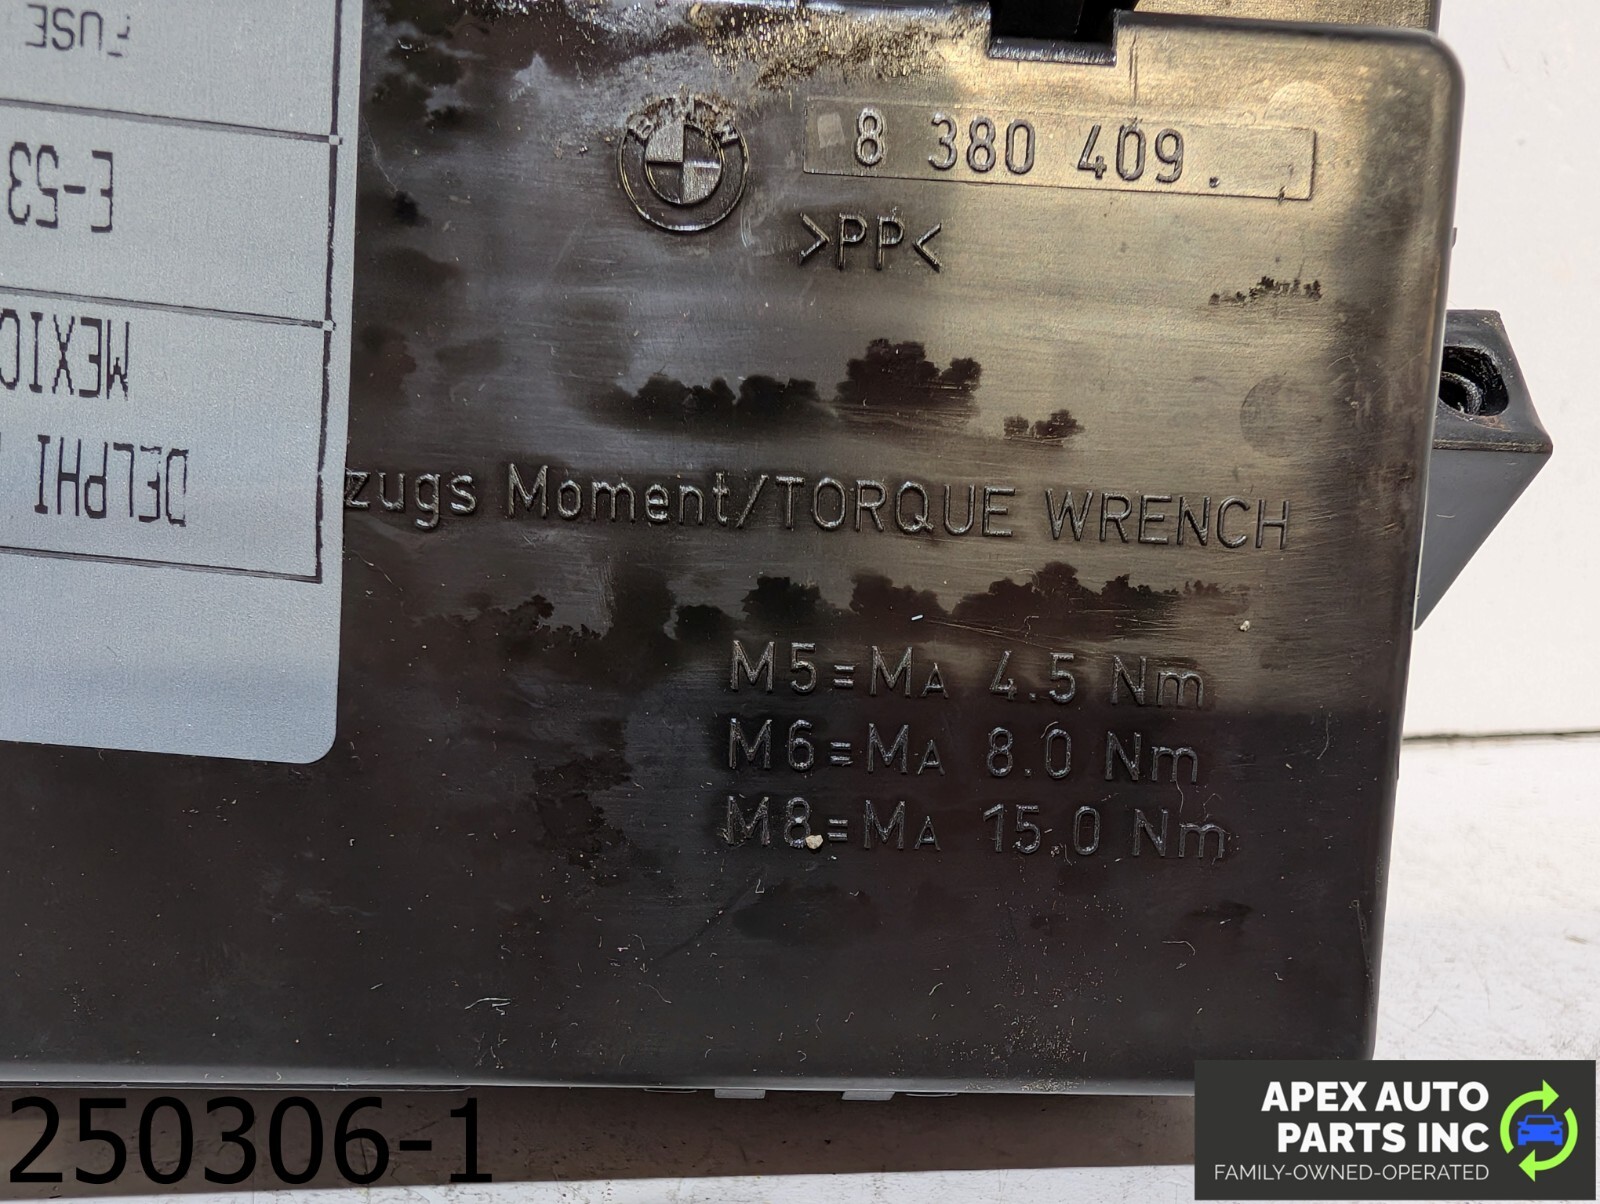 FUSE
E-53
MEXICO
DELPHI
BMW
8 380 409.
>PP<
zugs Moment/TORQUE WRENCH
M5=MA 4.5 Nm
M6=MA 8.0 Nm
M8=MA 15.0 Nm
250306-1
APEX AUTO
PARTS INC
FAMILY-OWNED-OPERATED